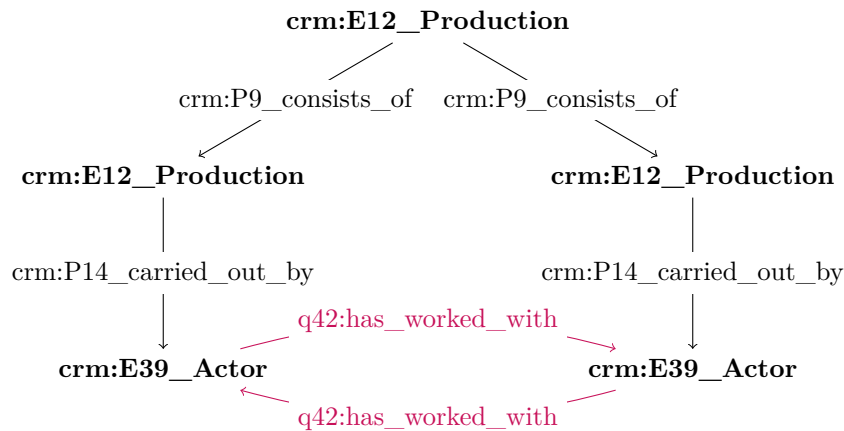 crm:E12_Production
crm:P9_consists_of crm:P9_consists_of
crm:E12_Production crm:E12_Production
crm:P14_carried_out_by crm:P14_carried_out_by
q42:has_worked_with
crm:E39_Actor crm:E39_Actor
q42:has_worked_with